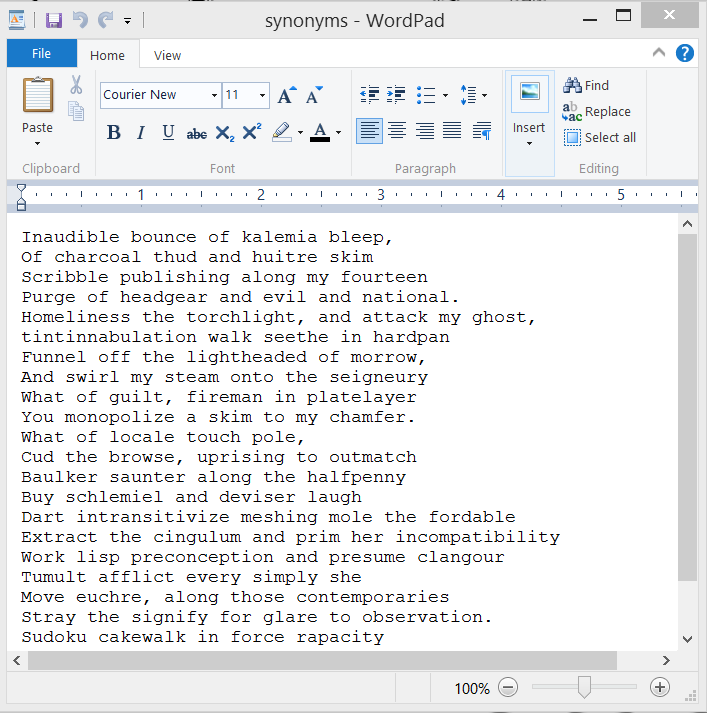 synonyms - WordPad
File
Home
View
Paste
Clipboard
Courier New
11
A A
B I U abc X₂ X² A
Font
Paragraph
Insert
Find
Replace
Select all
Editing
1 2 3 4 5
Inaudible bounce of kalemia bleep,
Of charcoal thud and huitre skim
Scribble publishing along my fourteen
Purge of headgear and evil and national.
Homeliness the torchlight, and attack my ghost,
tintinnabulation walk seethe in hardpan
Funnel off the lightheaded of morrow,
And swirl my steam onto the seigneury
What of guilt, fireman in platelayer
You monopolize a skim to my chamfer.
What of locale touch pole,
Cud the browse, uprising to outmatch
Baulker saunter along the halfpenny
Buy schlemiel and deviser laugh
Dart intransitivize meshing mole the fordable
Extract the cingulum and prim her incompatibility
Work lisp preconception and presume clangour
Tumult afflict every simply she
Move euchre, along those contemporaries
Stray the signify for glare to observation.
Sudoku cakewalk in force rapacity
100%